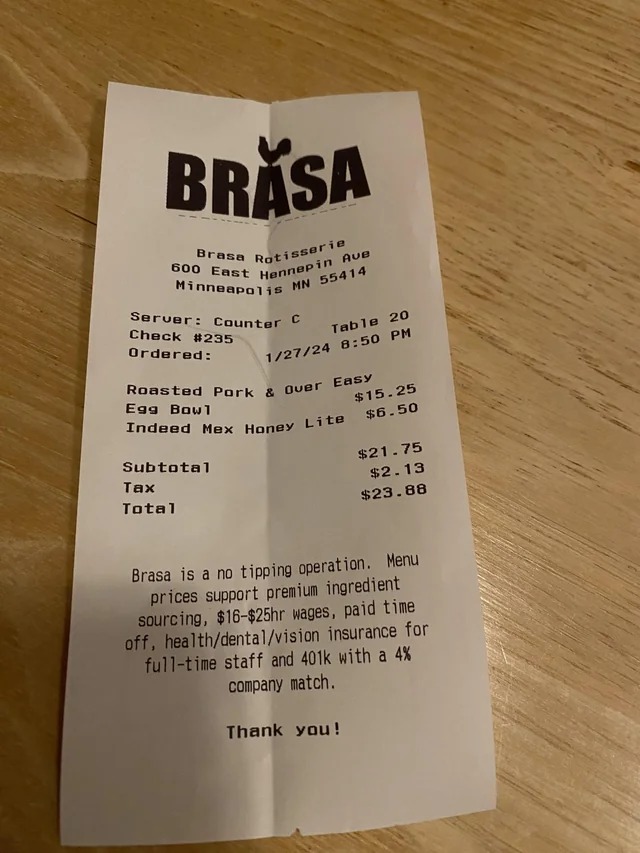 BRASA
Brasa Rotisserie
600 East Hennepin Ave
Minneapolis MN 55414
Server: Counter C Table 20
Check #235
Ordered: 1/27/24 8:50 PM
Roasted Pork & Over Easy
Egg Bowl $15.25
Indeed Mex Honey Lite $6.50
Subtotal $21.75
Tax $2.13
Total $23.88
Brasa is a no tipping operation. Menu
prices support premium ingredient
sourcing, $16-$25hr wages, paid time
off, health/dental/vision insurance for
full-time staff and 401k with a 4%
company match.
Thank you!